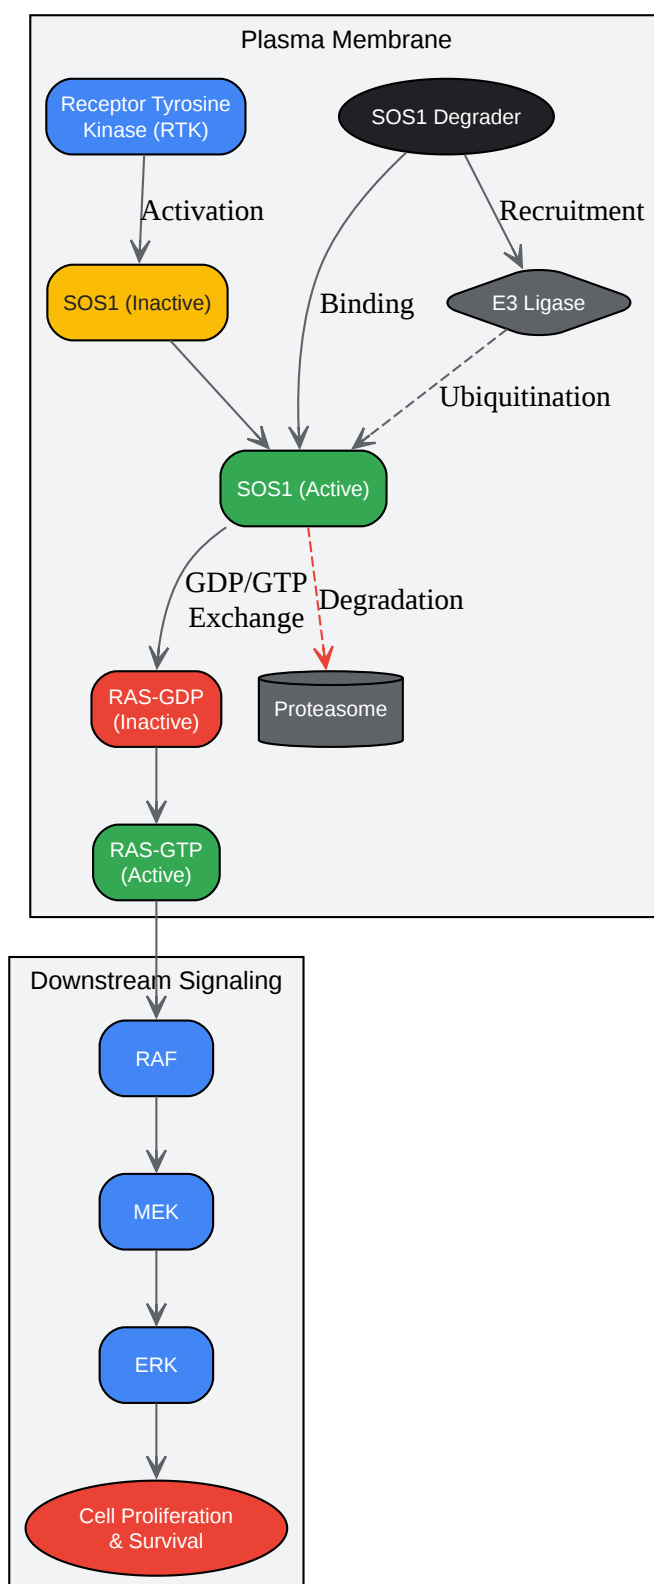 Plasma Membrane
Receptor Tyrosine
Kinase (RTK)
SOS1 Degrader
Activation
Recruitment
SOS1 (Inactive)
Binding
E3 Ligase
Ubiquitination
SOS1 (Active)
GDP/GTP
Exchange
Degradation
RAS-GDP
(Inactive)
Proteasome
RAS-GTP
(Active)
Downstream Signaling
RAF
MEK
ERK
Cell Proliferation
& Survival